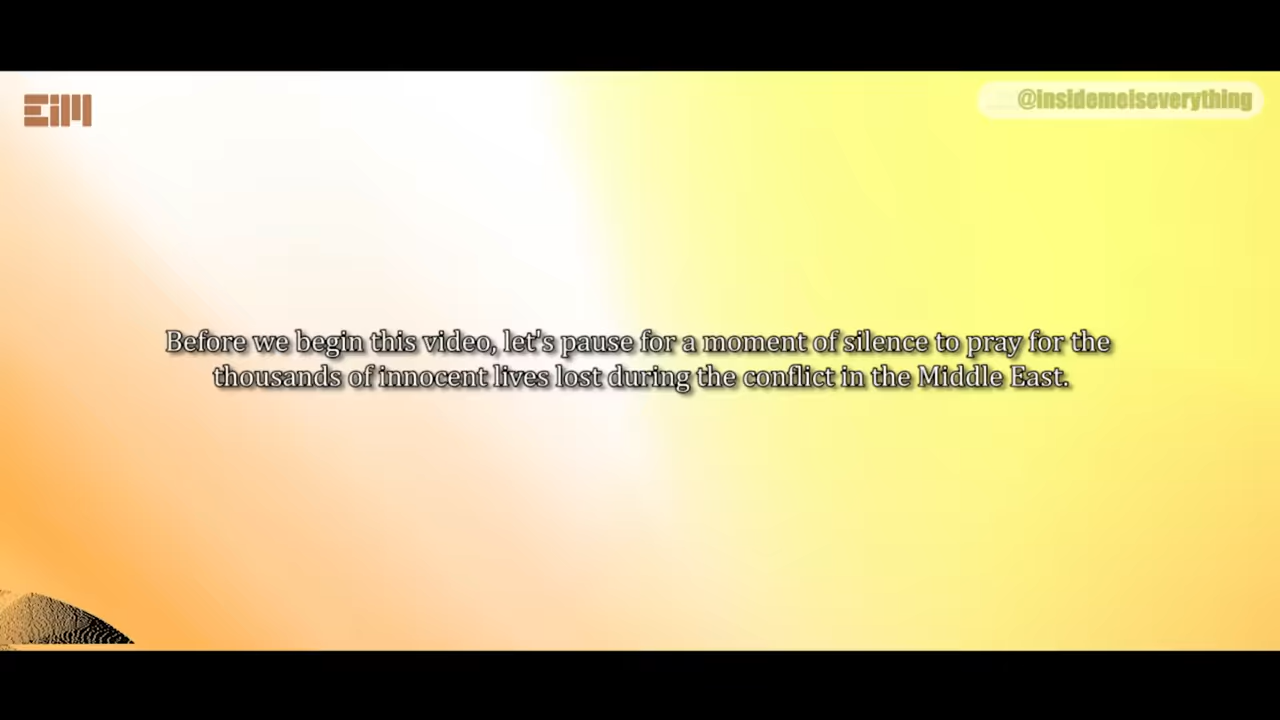 EiM
@insidemeiseverything
Before we begin this video, let's pause for a moment of silence to pray for the
thousands of innocent lives lost during the conflict in the Middle East.